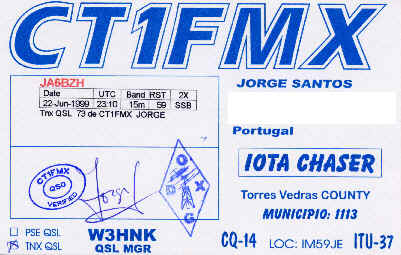 CT1FMX
JA6BZH
Date UTC Band RST 2X
22-Jun-1999 23:10 15m 59 SSB
Tnx QSL 73 de CT1FMX JORGE
JORGE SANTOS
Portugal
IOTA CHASER
Torres Vedras COUNTY
MUNICIPIO: 1113
CT1FMX
QSO
VERIFIED
Jorge
D X G
O
PSE QSL
TNX QSL
W3HNK
QSL MGR
CQ-14 LOC: IM59JE ITU-37